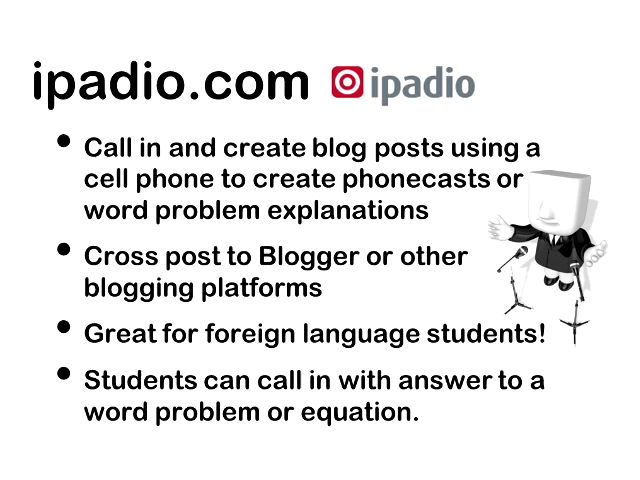 ipadio.com ipadio
• Call in and create blog posts using a
cell phone to create phonecasts or
word problem explanations
• Cross post to Blogger or other
blogging platforms
• Great for foreign language students!
• Students can call in with answer to a
word problem or equation.